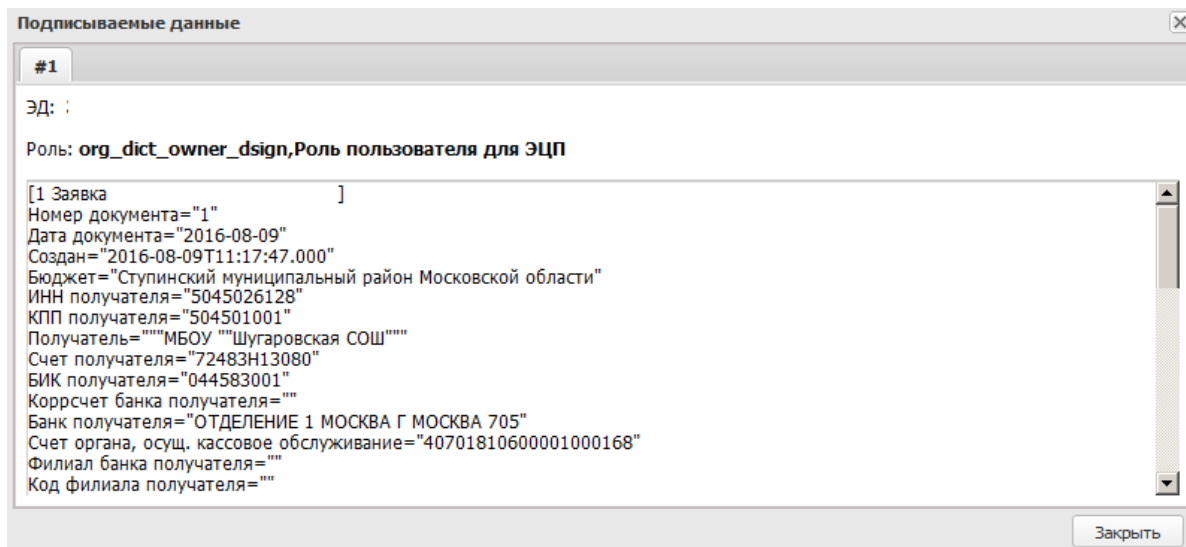 Подписываемые данные
#1
ЭД:
Роль: org_dict_owner_dsign,Роль пользователя для ЭЦП
[1 Заявка ]
Номер документа="1"
Дата документа="2016-08-09"
Создан="2016-08-09T11:17:47.000"
Бюджет="Ступинский муниципальный район Московской области"
ИНН получателя="5045026128"
КПП получателя="504501001"
Получатель="""МБОУ ""Шугаровская СОШ"""
Счет получателя="72483Н13080"
БИК получателя="044583001"
Коррсчет банка получателя=""
Банк получателя="ОТДЕЛЕНИЕ 1 МОСКВА Г МОСКВА 705"
Счет органа, осущ. кассовое обслуживание="40701810600001000168"
Филиал банка получателя=""
Код филиала получателя=""
Закрыть